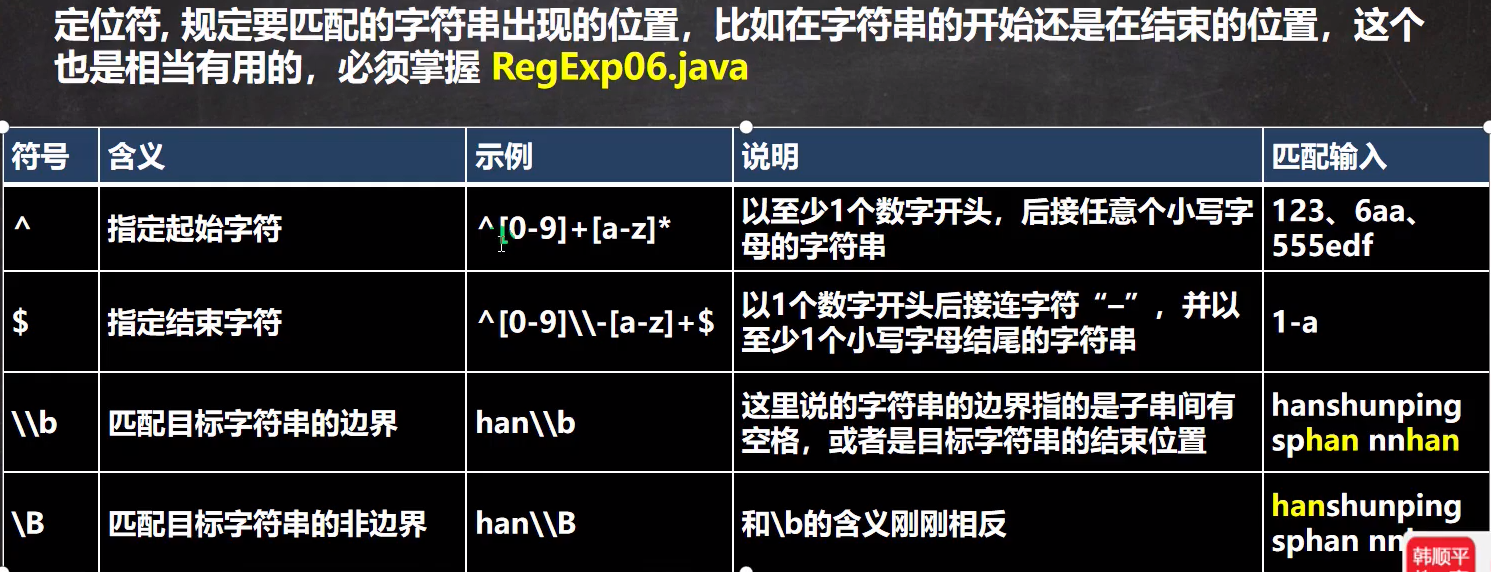 定位符, 规定要匹配的字符串出现的位置，比如在字符串的开始还是在结束的位置，这个
也是相当有用的，必须掌握 RegExp06.java
符号 含义 示例 说明 匹配输入
^ 指定起始字符 ^[0-9]+[a-z]* 以至少1个数字开头，后接任意个小写字
母的字符串 123、6aa、
555edf
$ 指定结束字符 ^[0-9]\\-[a-z]+$ 以1个数字开头后接连字符“–”，并以
至少1个小写字母结尾的字符串 1-a
\\b 匹配目标字符串的边界 han\\b 这里说的字符串的边界指的是子串间有
空格，或者是目标字符串的结束位置 hanshunping
sphan nnhan
\B 匹配目标字符串的非边界 han\\B 和\b的含义刚刚相反 hanshunping
sphan
韩顺平